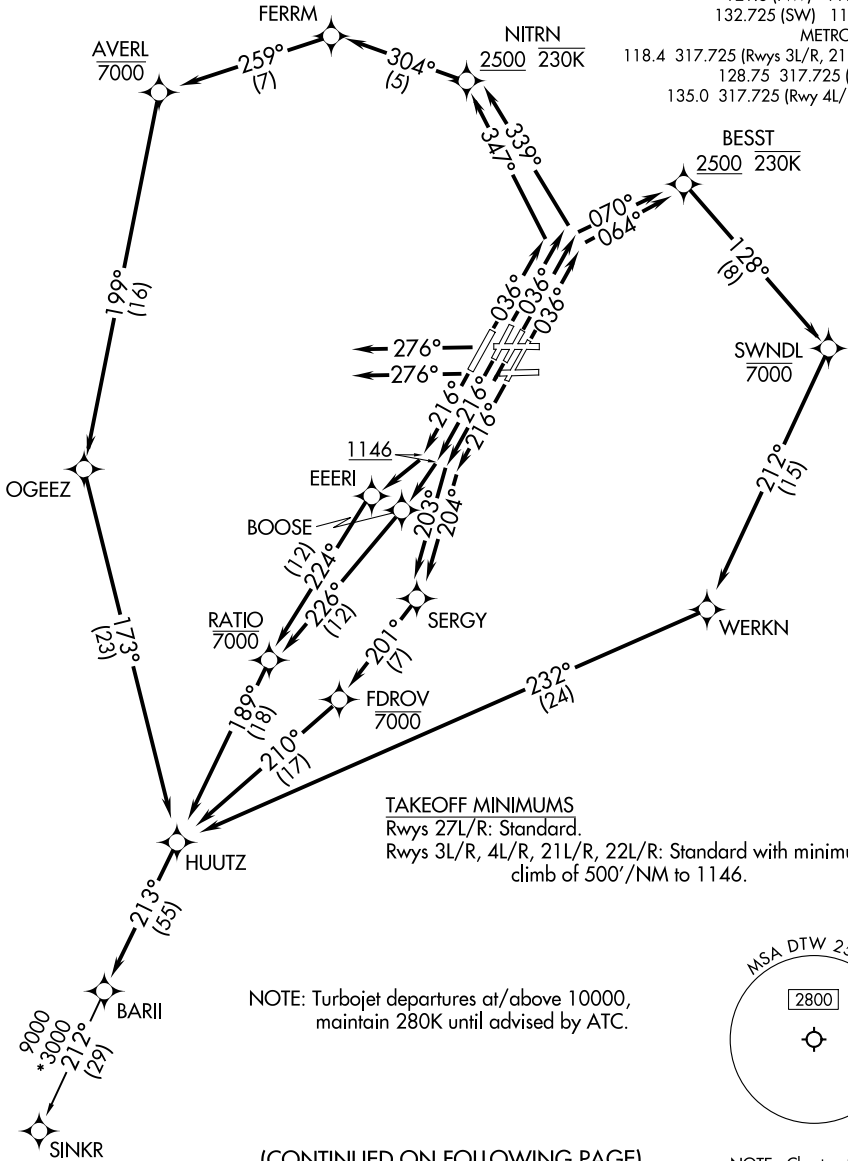 FERRM
132.725 (SW)
AVERL
7000
259°
(7)
304°
(5)
NITRN
2500 230K
METRO
118.4 317.725 (Rwys 3L/R, 21
128.75 317.725 (
135.0 317.725 (Rwy 4L/
347°
339°
BESST
2500 230K
070°
064°
128°
(8)
199°
(16)
036°
036°
036°
276°
276°
SWNDL
7000
216°
216°
216°
1146
EEERI
OGEEZ
BOOSE
203°
204°
212°
(15)
(12)
224°
226°
(12)
SERGY
WERKN
RATIO
7000
173°
(23)
201°
(7)
FDROV
7000
232°
(24)
189°
(18)
210°
(17)
HUUTZ
TAKEOFF MINIMUMS
Rwys 27L/R: Standard.
Rwys 3L/R, 4L/R, 21L/R, 22L/R: Standard with minimu
climb of 500'/NM to 1146.
213°
(55)
BARII
NOTE: Turbojet departures at/above 10000,
maintain 280K until advised by ATC.
MSA DTW 25
2800
9000
*3000
212°
(29)
SINKR
(CONTINUED ON FOLLOWING PAGE)